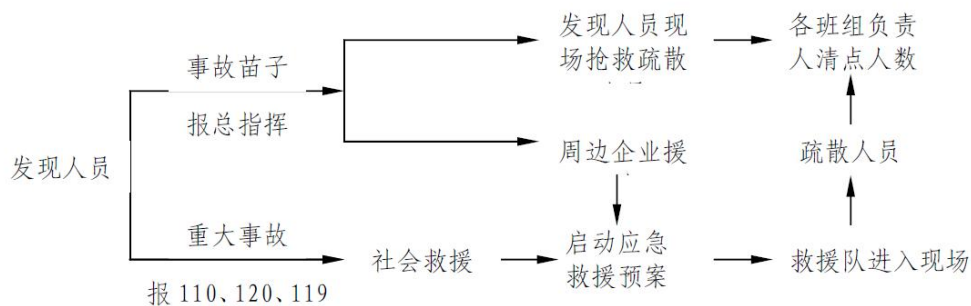 发现人员现
场抢救疏散
各班组负责
人清点人数
事故苗子
报总指挥
周边企业援
疏散人员
发现人员
重大事故
社会救援
启动应急
救援预案
救援队进入现场
报 110、120、119